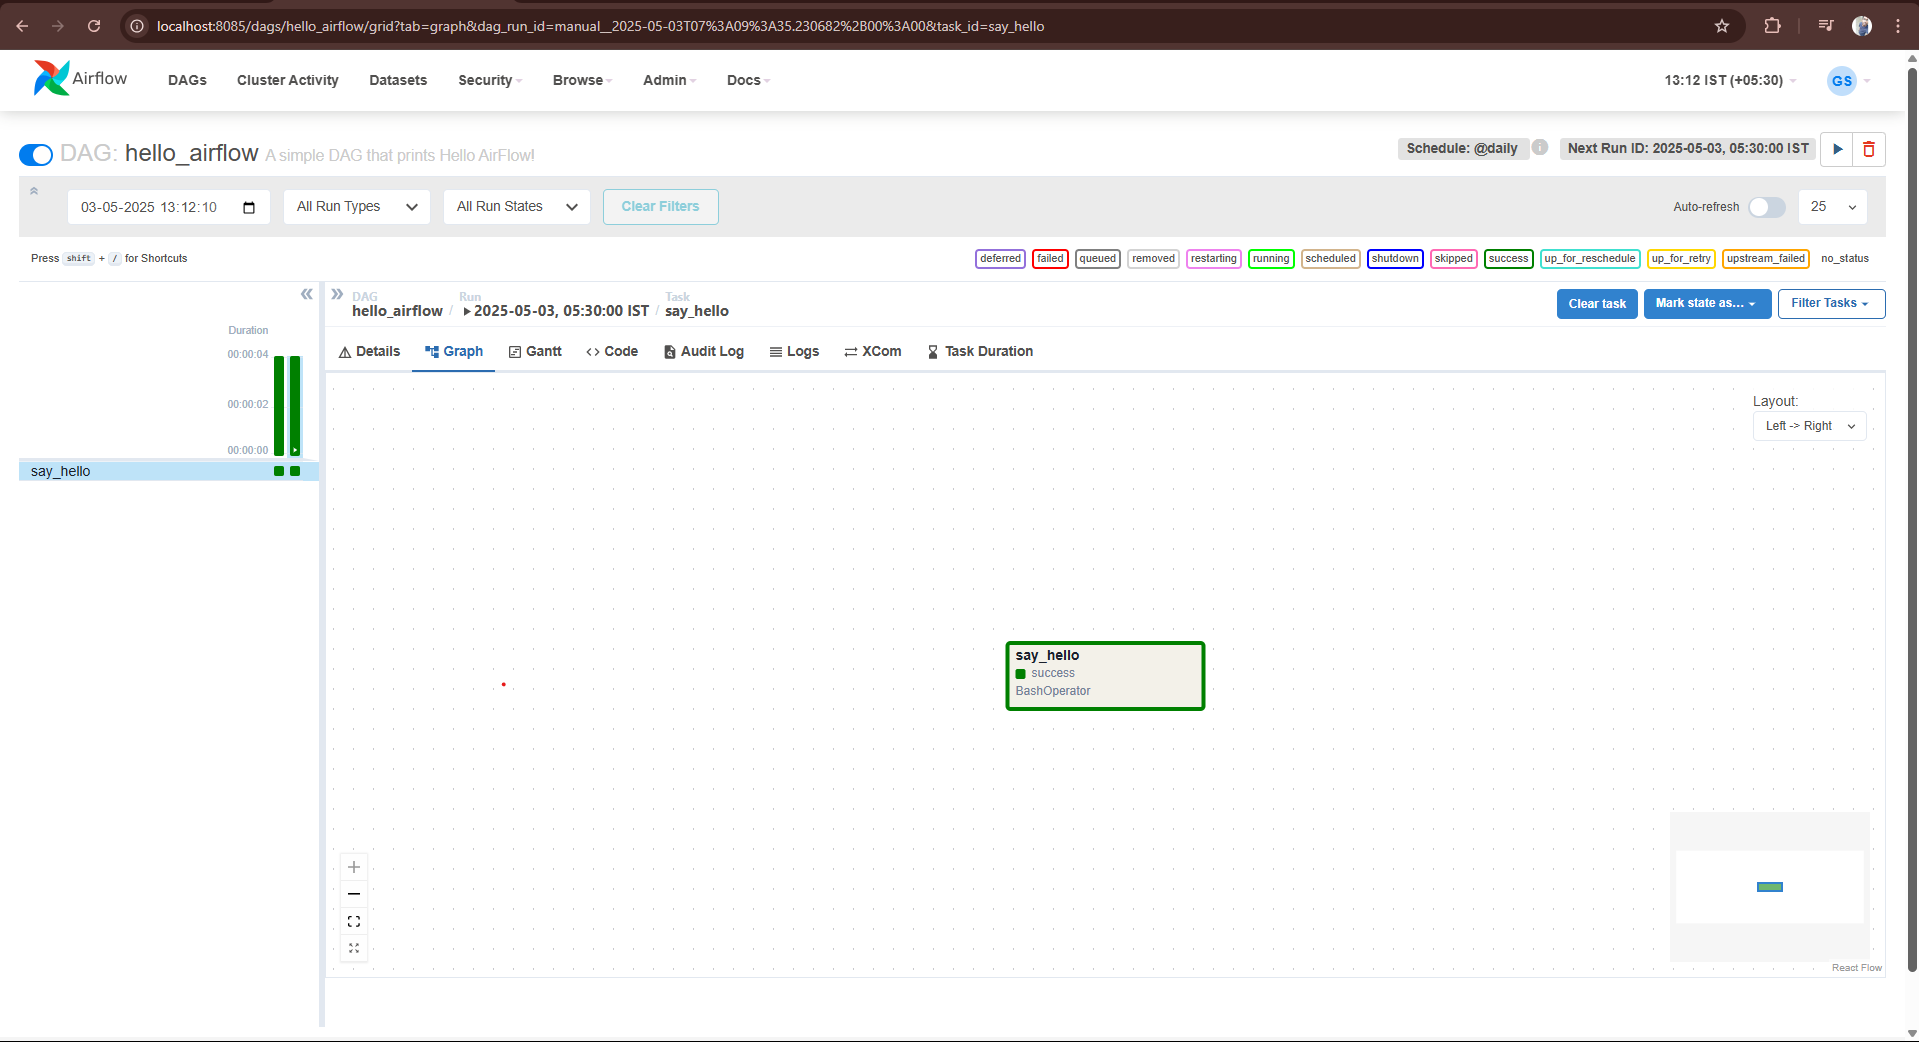 localhost:8085/dags/hello_airflow/grid?tab=graph&dag_run_id=manual__2025-05-03T07%3A09%3A35.230682%2B00%3A00&task_id=say_hello
Airflow DAGs Cluster Activity Datasets Security Browse Admin Docs 13:12 IST (+05:30) GS
DAG: hello_airflow A simple DAG that prints Hello AirFlow! Schedule: @daily i Next Run ID: 2025-05-03, 05:30:00 IST
03-05-2025 13:12:10 All Run Types All Run States Clear Filters Auto-refresh 25
Press shift + / for Shortcuts deferred failed queued removed restarting running scheduled shutdown skipped success up_for_reschedule up_for_retry upstream_failed no_status
DAG Run Task
hello_airflow / 2025-05-03, 05:30:00 IST / say_hello Clear task Mark state as... Filter Tasks
Duration
00:00:04
00:00:02
00:00:00
say_hello
Details Graph Gantt Code Audit Log Logs XCom Task Duration
Layout:
Left -> Right
say_hello
success
BashOperator
React Flow